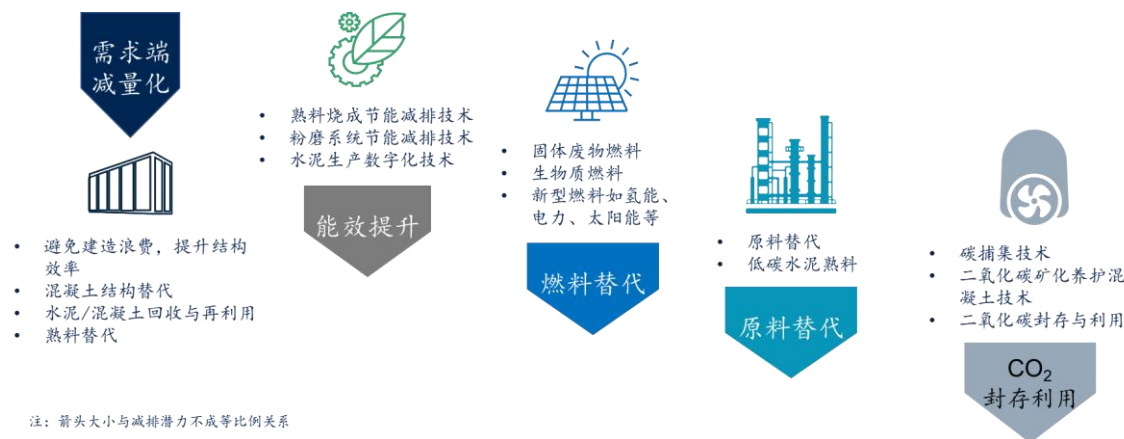 需求端
减量化
• 避免建造浪费，提升结构
效率
• 混凝土结构替代
• 水泥/混凝土回收与再利用
• 熟料替代
• 熟料烧成节能减排技术
• 粉磨系统节能减排技术
• 水泥生产数字化技术
能效提升
• 固体废物燃料
• 生物质燃料
• 新型燃料如氢能、
电力、太阳能等
燃料替代
• 原料替代
• 低碳水泥熟料
原料替代
• 碳捕集技术
• 二氧化碳矿化养护混
凝土技术
• 二氧化碳封存与利用
CO₂
封存利用
注：箭头大小与减排潜力不成等比例关系